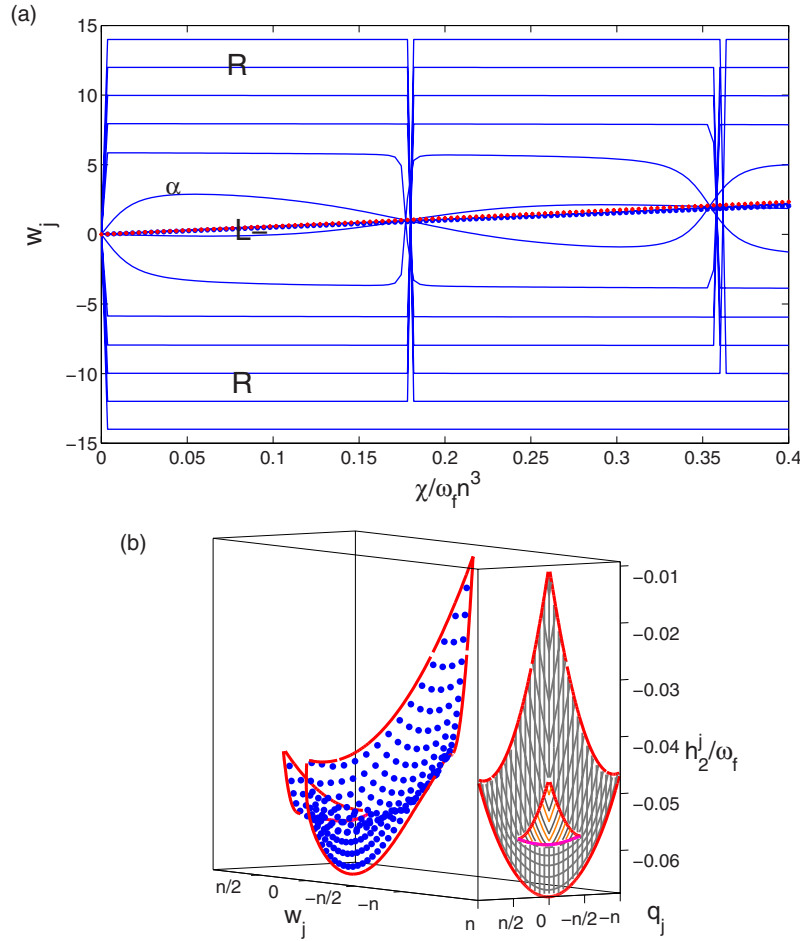 (a)
15
10
5
0
−5
−10
−15
w_j
R
α
L−
R
0
0.05
0.1
0.15
0.2
0.25
0.3
0.35
0.4
χ/ω_f n^3
(b)
−0.01
−0.02
−0.03
−0.04
−0.05
−0.06
h_2^j/ω_f
n/2
0
−n/2
−n
w_j
n
n/2
0
−n/2
−n
q_j